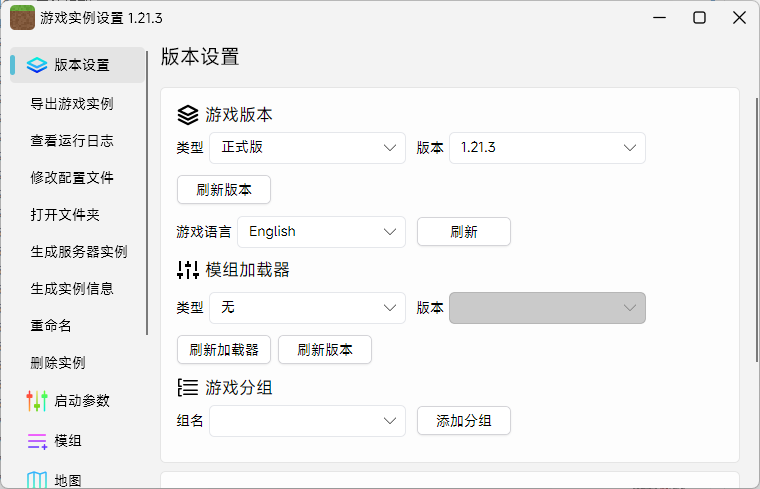 游戏实例设置 1.21.3
版本设置
导出游戏实例
查看运行日志
修改配置文件
打开文件夹
生成服务器实例
生成实例信息
重命名
删除实例
启动参数
模组
地图
版本设置
游戏版本
类型 正式版 版本 1.21.3
刷新版本
游戏语言 English 刷新
模组加载器
类型 无 版本
刷新加载器 刷新版本
游戏分组
组名 添加分组